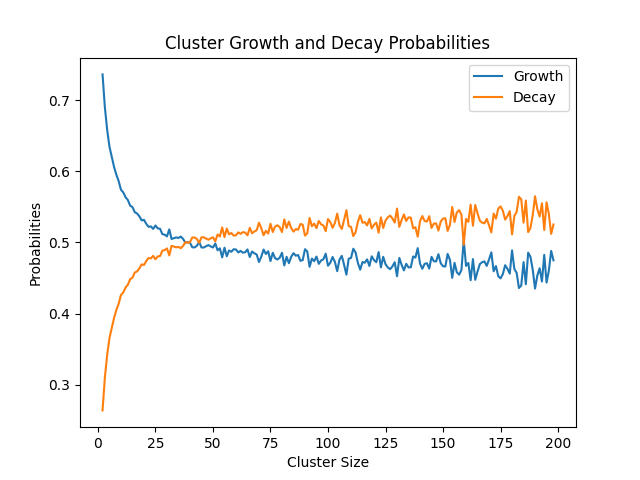 Cluster Growth and Decay Probabilities
Growth
Decay
0.7
0.6
0.5
0.4
0.3
Probabilities
0 25 50 75 100 125 150 175 200
Cluster Size